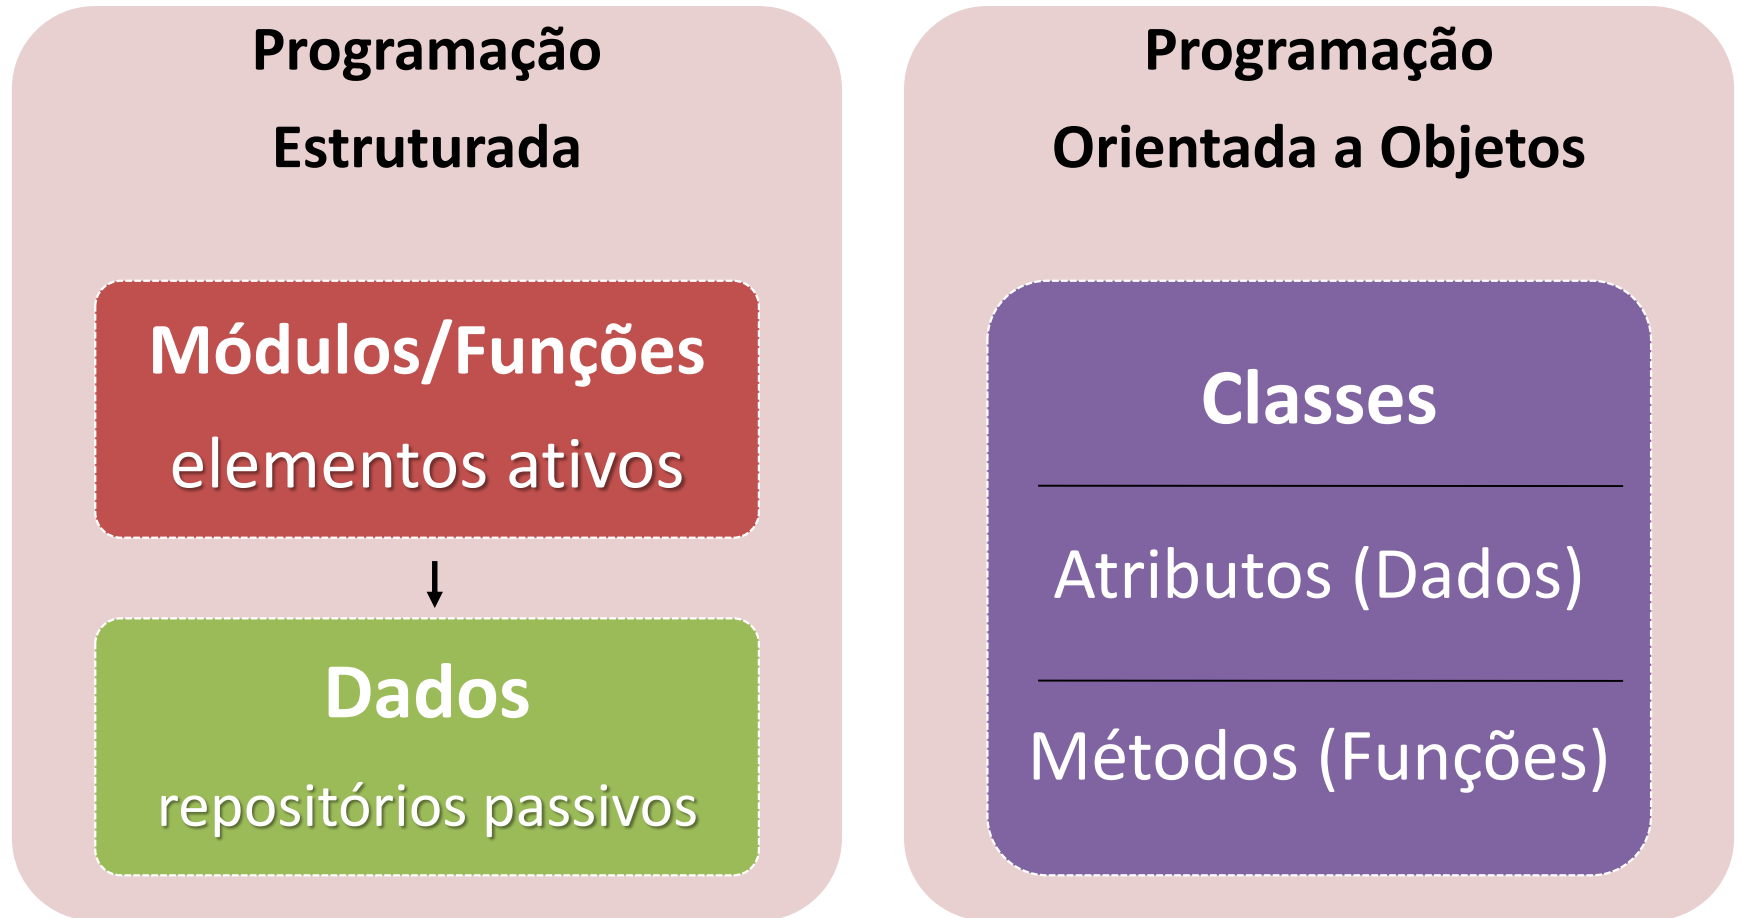 Programação
Estruturada
Módulos/Funções
elementos ativos
Dados
repositórios passivos
Programação
Orientada a Objetos
Classes
Atributos (Dados)
Métodos (Funções)